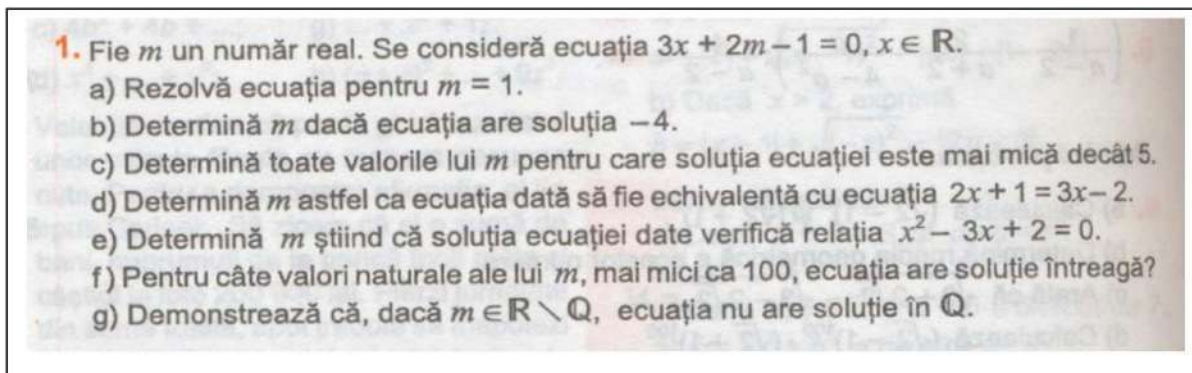 1. Fie m un număr real. Se consideră ecuația 3x + 2m – 1 = 0, x ∈ ℝ.
a) Rezolvă ecuația pentru m = 1.
b) Determină m dacă ecuația are soluția –4.
c) Determină toate valorile lui m pentru care soluția ecuației este mai mică decât 5.
d) Determină m astfel ca ecuația dată să fie echivalentă cu ecuația 2x + 1 = 3x – 2.
e) Determină m știind că soluția ecuației date verifică relația x² – 3x + 2 = 0.
f) Pentru câte valori naturale ale lui m, mai mici ca 100, ecuația are soluție întreagă?
g) Demonstrează că, dacă m ∈ ℝ \ ℚ, ecuația nu are soluție în ℚ.